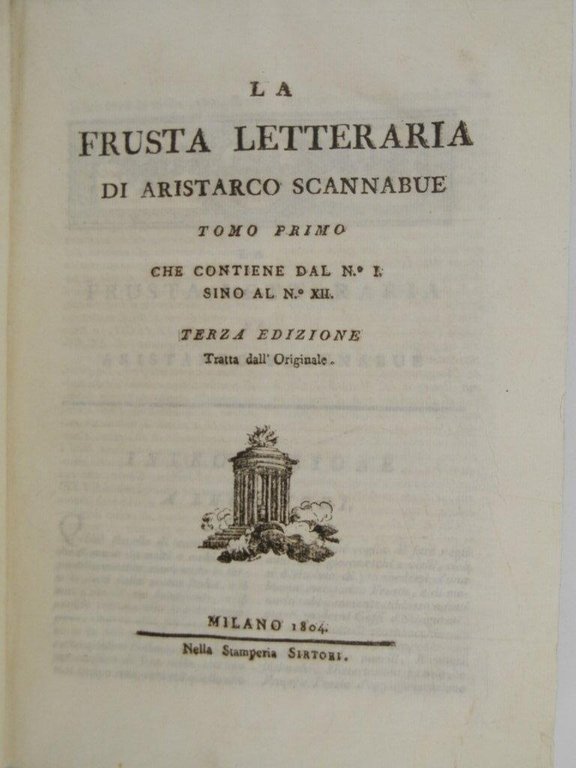 LA
FRUSTA LETTERARIA
DI ARISTARCO SCANNABUE
TOMO PRIMO
CHE CONTIENE DAL N.º I.
SINO AL N.º XII.
TERZA EDIZIONE
Tratta dall' Originale.
MILANO 1804.
Nella Stamperia SIRTORI.